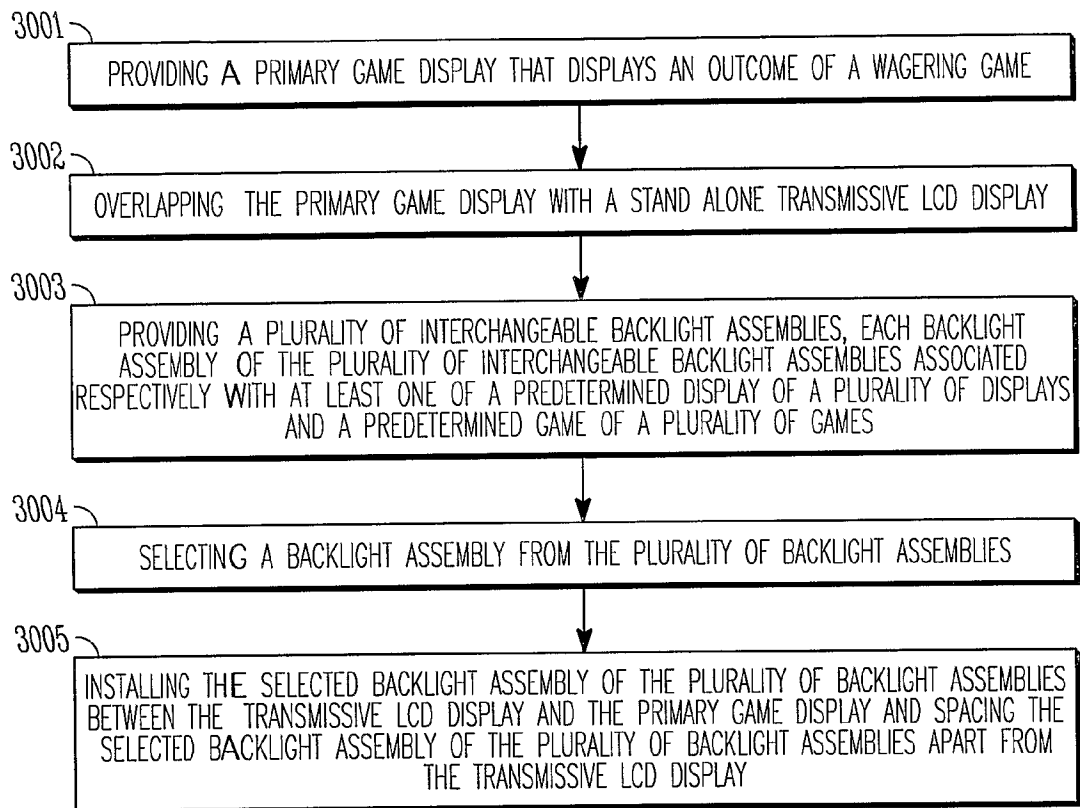 3001
PROVIDING A PRIMARY GAME DISPLAY THAT DISPLAYS AN OUTCOME OF A WAGERING GAME
3002
OVERLAPPING THE PRIMARY GAME DISPLAY WITH A STAND ALONE TRANSMISSIVE LCD DISPLAY
3003
PROVIDING A PLURALITY OF INTERCHANGEABLE BACKLIGHT ASSEMBLIES, EACH BACKLIGHT
ASSEMBLY OF THE PLURALITY OF INTERCHANGEABLE BACKLIGHT ASSEMBLIES ASSOCIATED
RESPECTIVELY WITH AT LEAST ONE OF A PREDETERMINED DISPLAY OF A PLURALITY OF DISPLAYS
AND A PREDETERMINED GAME OF A PLURALITY OF GAMES
3004
SELECTING A BACKLIGHT ASSEMBLY FROM THE PLURALITY OF BACKLIGHT ASSEMBLIES
3005
INSTALLING THE SELECTED BACKLIGHT ASSEMBLY OF THE PLURALITY OF BACKLIGHT ASSEMBLIES
BETWEEN THE TRANSMISSIVE LCD DISPLAY AND THE PRIMARY GAME DISPLAY AND SPACING THE
SELECTED BACKLIGHT ASSEMBLY OF THE PLURALITY OF BACKLIGHT ASSEMBLIES APART FROM
THE TRANSMISSIVE LCD DISPLAY